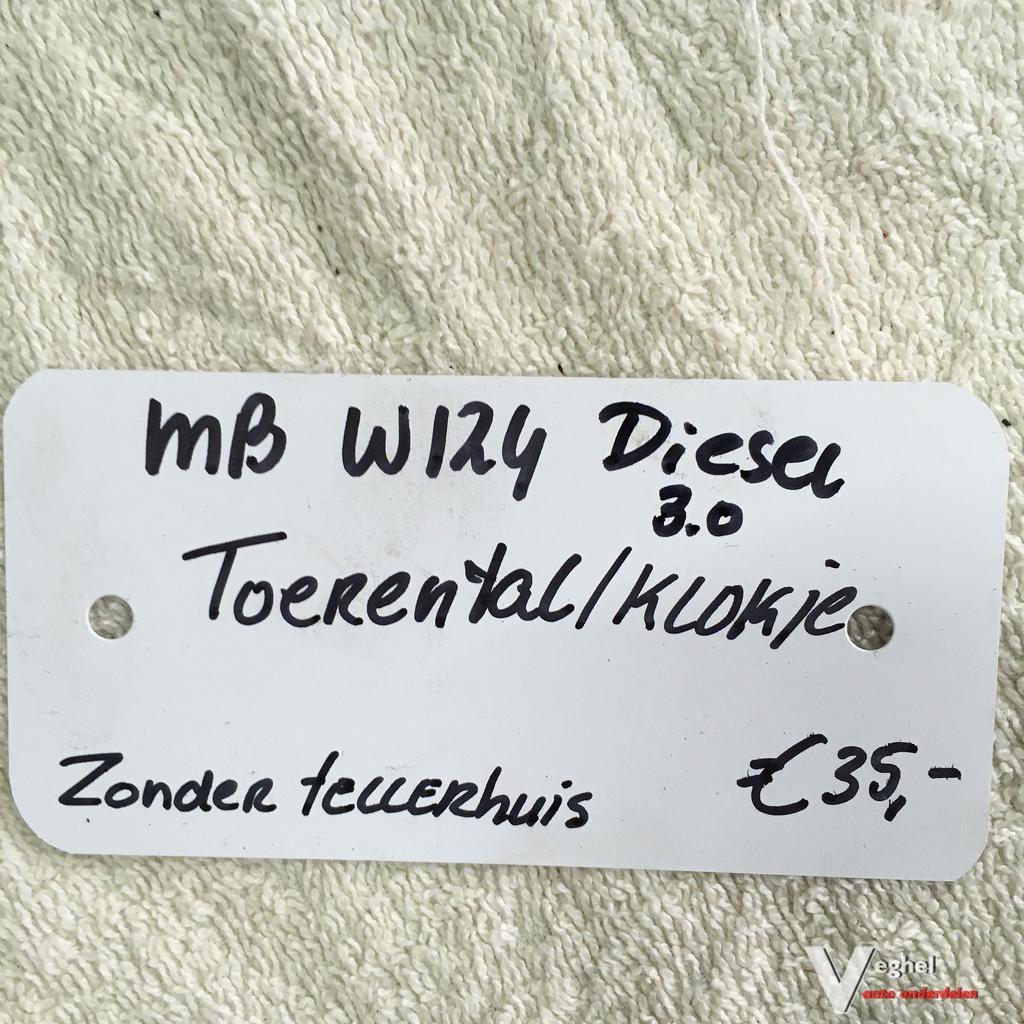 MB W124 Diesel
3.0
Toerental/Klokje
Zonder tellerhuis €35,-
Veghel
auto onderdelen